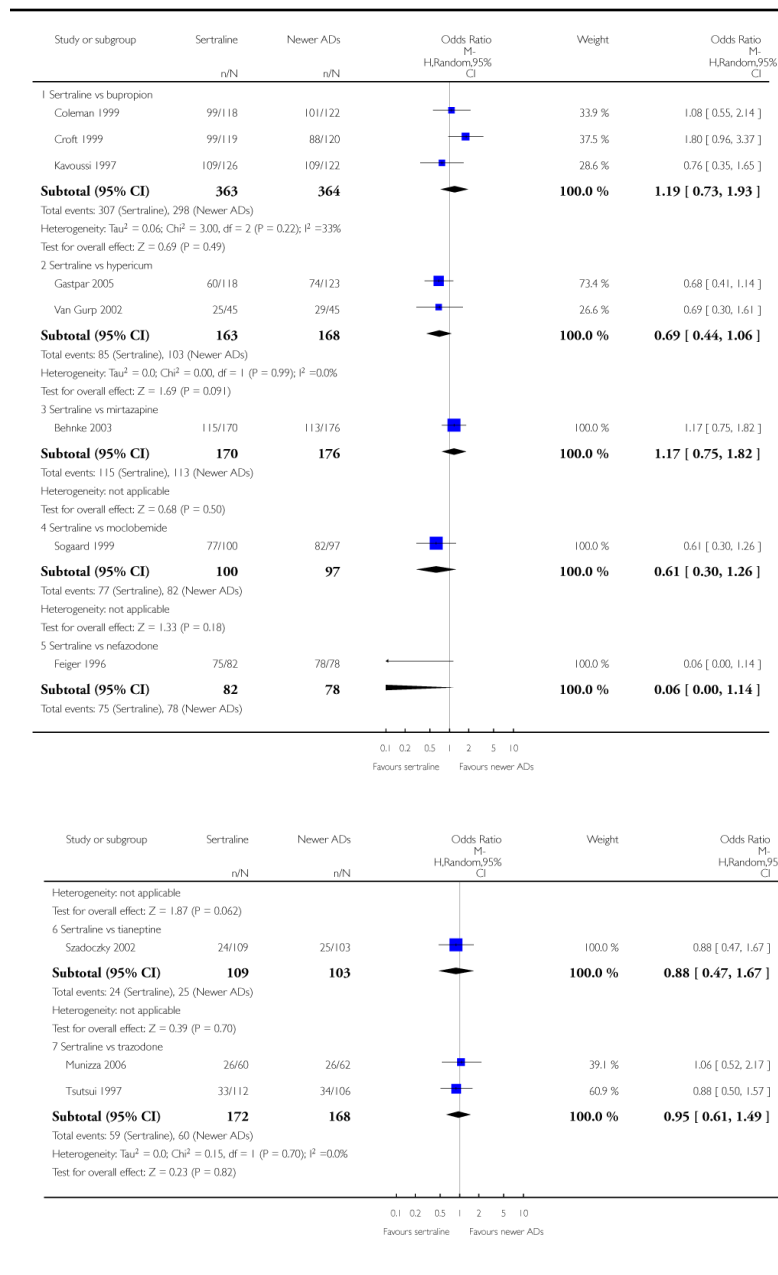 Study or subgroup Sertraline Newer ADs Odds Ratio Weight Odds Ratio
M- M-
H,Random,95% H,Random,95%
n/N n/N CI CI
1 Sertraline vs bupropion
Coleman 1999 99/118 101/122 33.9 % 1.08 [ 0.55, 2.14 ]
Croft 1999 99/119 88/120 37.5 % 1.80 [ 0.96, 3.37 ]
Kavoussi 1997 109/126 109/122 28.6 % 0.76 [ 0.35, 1.65 ]
Subtotal (95% CI) 363 364 100.0 % 1.19 [ 0.73, 1.93 ]
Total events: 307 (Sertraline), 298 (Newer ADs)
Heterogeneity: Tau² = 0.06; Chi² = 3.00, df = 2 (P = 0.22); I² =33%
Test for overall effect: Z = 0.69 (P = 0.49)
2 Sertraline vs hypericum
Gastpar 2005 60/118 74/123 73.4 % 0.68 [ 0.41, 1.14 ]
Van Gurp 2002 25/45 29/45 26.6 % 0.69 [ 0.30, 1.61 ]
Subtotal (95% CI) 163 168 100.0 % 0.69 [ 0.44, 1.06 ]
Total events: 85 (Sertraline), 103 (Newer ADs)
Heterogeneity: Tau² = 0.0; Chi² = 0.00, df = 1 (P = 0.99); I² =0.0%
Test for overall effect: Z = 1.69 (P = 0.091)
3 Sertraline vs mirtazapine
Behnke 2003 115/170 113/176 100.0 % 1.17 [ 0.75, 1.82 ]
Subtotal (95% CI) 170 176 100.0 % 1.17 [ 0.75, 1.82 ]
Total events: 115 (Sertraline), 113 (Newer ADs)
Heterogeneity: not applicable
Test for overall effect: Z = 0.68 (P = 0.50)
4 Sertraline vs moclobemide
Sogaard 1999 77/100 82/97 100.0 % 0.61 [ 0.30, 1.26 ]
Subtotal (95% CI) 100 97 100.0 % 0.61 [ 0.30, 1.26 ]
Total events: 77 (Sertraline), 82 (Newer ADs)
Heterogeneity: not applicable
Test for overall effect: Z = 1.33 (P = 0.18)
5 Sertraline vs nefazodone
Feiger 1996 75/82 78/78 100.0 % 0.06 [ 0.00, 1.14 ]
Subtotal (95% CI) 82 78 100.0 % 0.06 [ 0.00, 1.14 ]
Total events: 75 (Sertraline), 78 (Newer ADs)
0.1 0.2 0.5 1 2 5 10
Favours sertraline Favours newer ADs
Study or subgroup Sertraline Newer ADs Odds Ratio Weight Odds Ratio
M- M-
H,Random,95% H,Random,95
n/N n/N CI CI
Heterogeneity: not applicable
Test for overall effect: Z = 1.87 (P = 0.062)
6 Sertraline vs tianeptine
Szadoczky 2002 24/109 25/103 100.0 % 0.88 [ 0.47, 1.67 ]
Subtotal (95% CI) 109 103 100.0 % 0.88 [ 0.47, 1.67 ]
Total events: 24 (Sertraline), 25 (Newer ADs)
Heterogeneity: not applicable
Test for overall effect: Z = 0.39 (P = 0.70)
7 Sertraline vs trazodone
Munizza 2006 26/60 26/62 39.1 % 1.06 [ 0.52, 2.17 ]
Tsutsui 1997 33/112 34/106 60.9 % 0.88 [ 0.50, 1.57 ]
Subtotal (95% CI) 172 168 100.0 % 0.95 [ 0.61, 1.49 ]
Total events: 59 (Sertraline), 60 (Newer ADs)
Heterogeneity: Tau² = 0.0; Chi² = 0.15, df = 1 (P = 0.70); I² =0.0%
Test for overall effect: Z = 0.23 (P = 0.82)
0.1 0.2 0.5 1 2 5 10
Favours sertraline Favours newer ADs